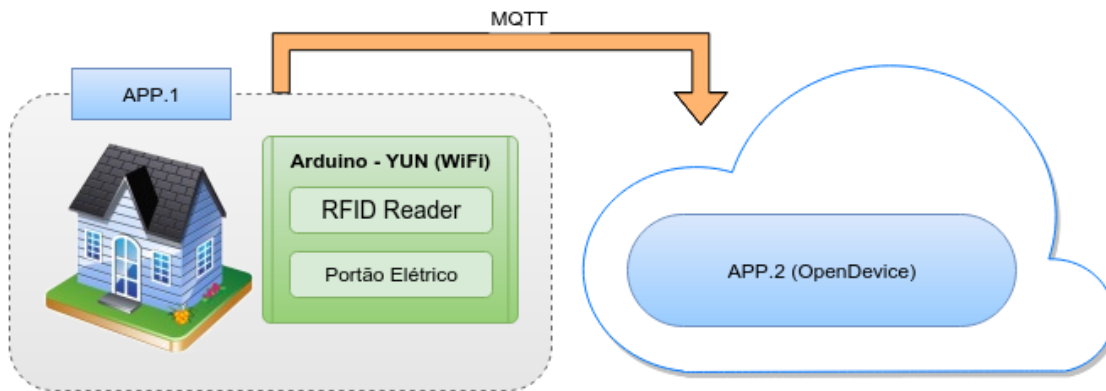 MQTT
APP.1
Arduino - YUN (WiFi)
RFID Reader
Portão Elétrico
APP.2 (OpenDevice)